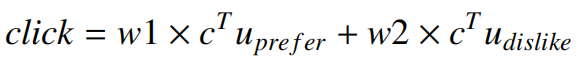 click = w1 × c^T u_prefer + w2 × c^T u_dislike